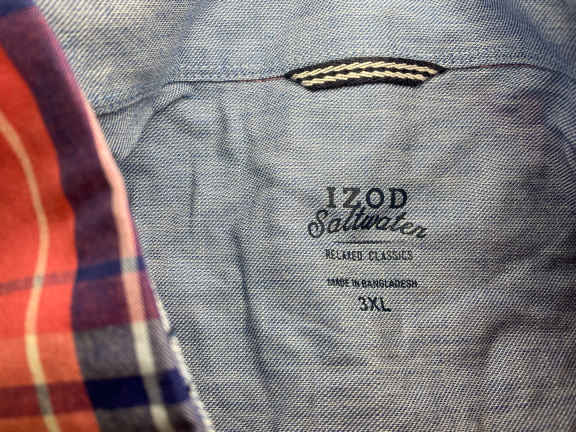 IZOD
Saltwater
RELAXED CLASSICS
MADE IN BANGLADESH
3XL